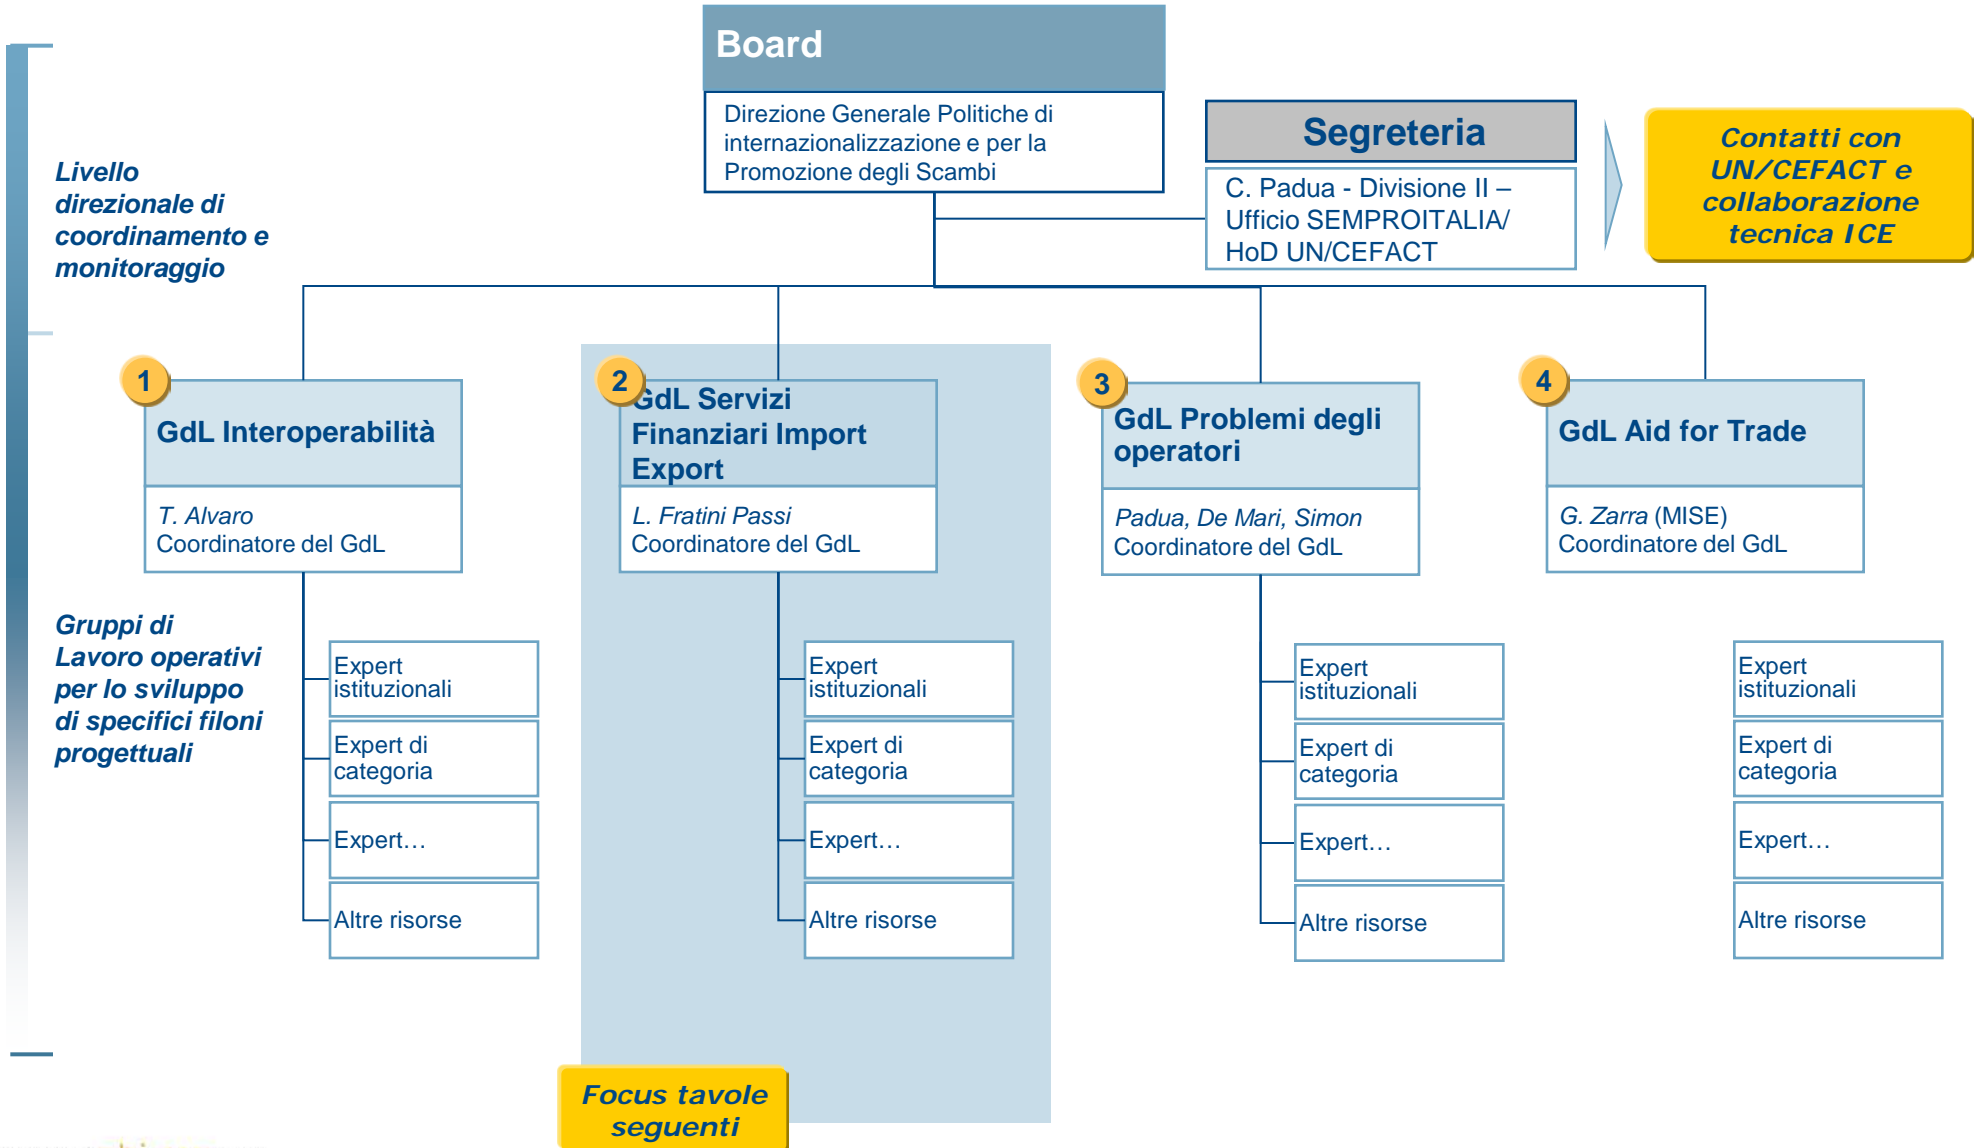 Board
Direzione Generale Politiche di
internazionalizzazione e per la
Promozione degli Scambi
Segreteria
C. Padua - Divisione II –
Ufficio SEMPROITALIA/
HoD UN/CEFACT
Contatti con
UN/CEFACT e
collaborazione
tecnica ICE
Livello
direzionale di
coordinamento e
monitoraggio
1
GdL Interoperabilità
T. Alvaro
Coordinatore del GdL
2
GdL Servizi
Finanziari Import
Export
L. Fratini Passi
Coordinatore del GdL
3
GdL Problemi degli
operatori
Padua, De Mari, Simon
Coordinatore del GdL
4
GdL Aid for Trade
G. Zarra (MISE)
Coordinatore del GdL
Gruppi di
Lavoro operativi
per lo sviluppo
di specifici filoni
progettuali
Expert
istituzionali
Expert di
categoria
Expert…
Altre risorse
Expert
istituzionali
Expert di
categoria
Expert…
Altre risorse
Expert
istituzionali
Expert di
categoria
Expert…
Altre risorse
Expert
istituzionali
Expert di
categoria
Expert…
Altre risorse
Focus tavole
seguenti